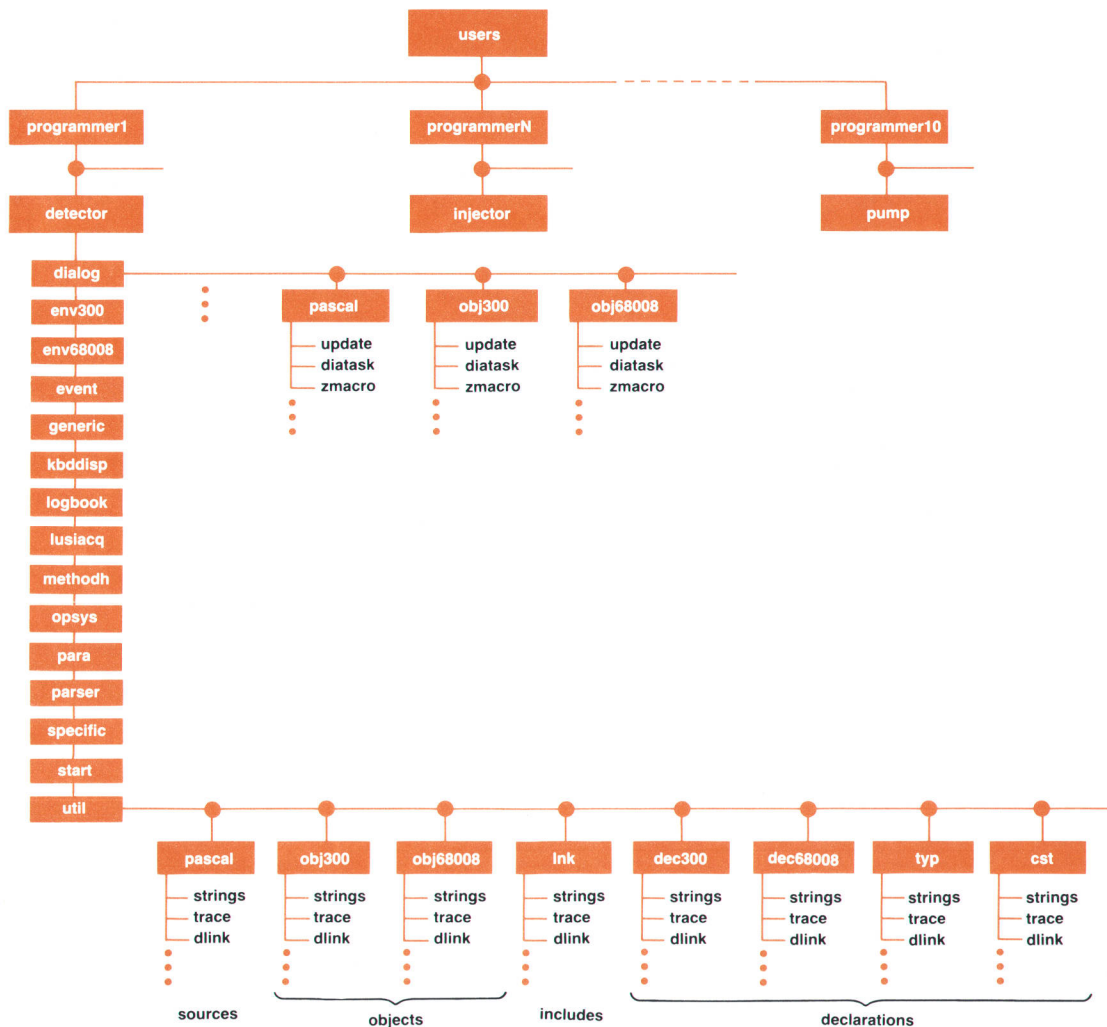 users
programmer1 programmerN programmer10
detector injector pump
dialog
env300 pascal obj300 obj68008
update update update
env68008 diatask diatask diatask
event zmacro zmacro zmacro
generic
kbddisp
logbook
lusiacq
methodh
opsys
para
parser
specific
start
util
pascal obj300 obj68008 lnk dec300 dec68008 typ cst
strings strings strings strings strings strings strings strings
trace trace trace trace trace trace trace trace
dlink dlink dlink dlink dlink dlink dlink dlink
sources objects includes declarations